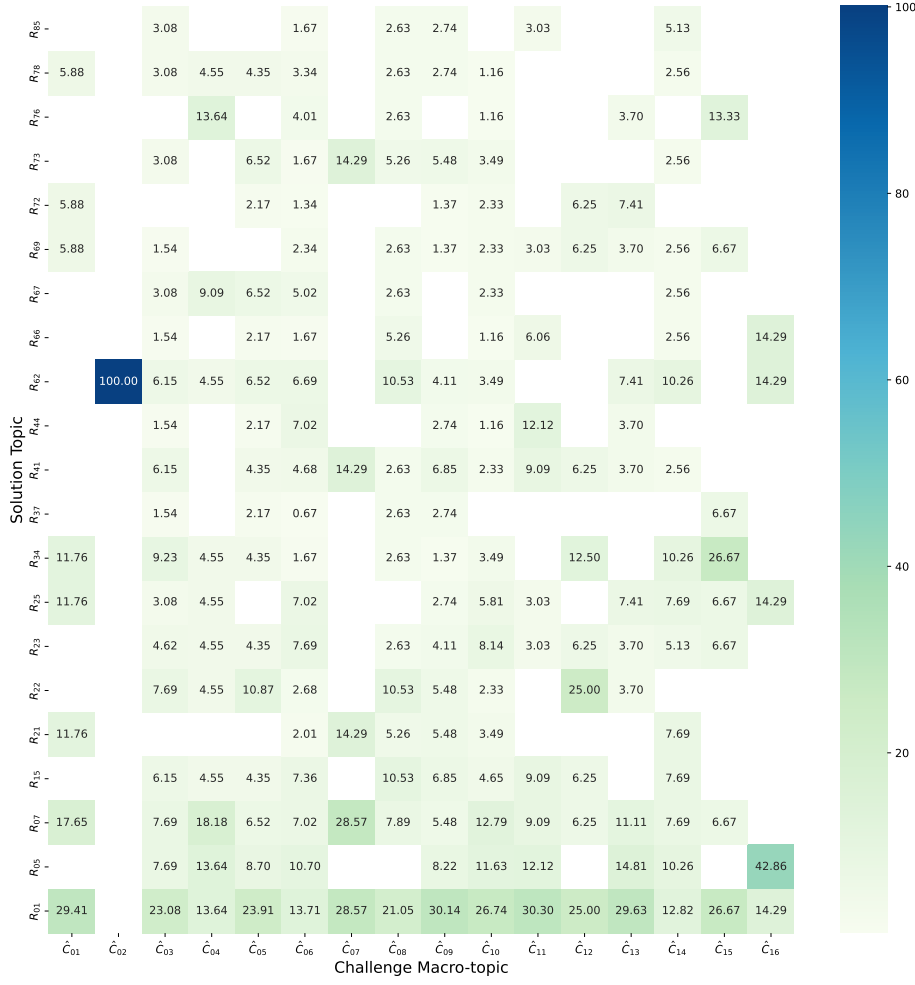 R85 3.08 1.67 2.63 2.74 3.03 5.13 100
R78 5.88 3.08 4.55 4.35 3.34 2.63 2.74 1.16 2.56
R76 13.64 4.01 2.63 1.16 3.70 13.33
R73 3.08 6.52 1.67 14.29 5.26 5.48 3.49 2.56
80
R72 5.88 2.17 1.34 1.37 2.33 6.25 7.41
R69 5.88 1.54 2.34 2.63 1.37 2.33 3.03 6.25 3.70 2.56 6.67
R67 3.08 9.09 6.52 5.02 2.63 2.33 2.56
R66 1.54 2.17 1.67 5.26 1.16 6.06 2.56 14.29
R62 100.00 6.15 4.55 6.52 6.69 10.53 4.11 3.49 7.41 10.26 14.29 60
R44 1.54 2.17 7.02 2.74 1.16 12.12 3.70
R41 6.15 4.35 4.68 14.29 2.63 6.85 2.33 9.09 6.25 3.70 2.56
Solution Topic
R37 1.54 2.17 0.67 2.63 2.74 6.67
R34 11.76 9.23 4.55 4.35 1.67 2.63 1.37 3.49 12.50 10.26 26.67 40
R25 11.76 3.08 4.55 7.02 2.74 5.81 3.03 7.41 7.69 6.67 14.29
R23 4.62 4.55 4.35 7.69 2.63 4.11 8.14 3.03 6.25 3.70 5.13 6.67
R22 7.69 4.55 10.87 2.68 10.53 5.48 2.33 25.00 3.70
R21 11.76 2.01 14.29 5.26 5.48 3.49 7.69
20
R15 6.15 4.55 4.35 7.36 10.53 6.85 4.65 9.09 6.25 7.69
R07 17.65 7.69 18.18 6.52 7.02 28.57 7.89 5.48 12.79 9.09 6.25 11.11 7.69 6.67
R05 7.69 13.64 8.70 10.70 8.22 11.63 12.12 14.81 10.26 42.86
R01 29.41 23.08 13.64 23.91 13.71 28.57 21.05 30.14 26.74 30.30 25.00 29.63 12.82 26.67 14.29
Ĉ01 Ĉ02 Ĉ03 Ĉ04 Ĉ05 Ĉ06 Ĉ07 Ĉ08 Ĉ09 Ĉ10 Ĉ11 Ĉ12 Ĉ13 Ĉ14 Ĉ15 Ĉ16
Challenge Macro-topic